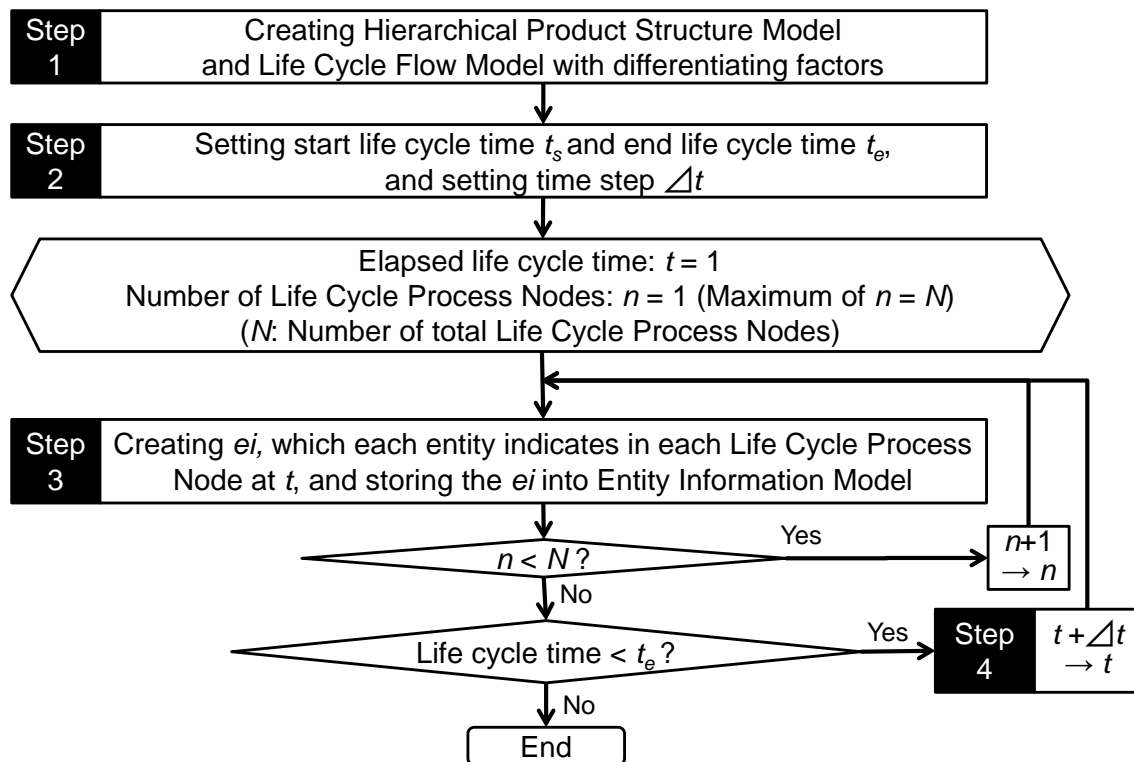 Step
1
Creating Hierarchical Product Structure Model
and Life Cycle Flow Model with differentiating factors
Step
2
Setting start life cycle time ts and end life cycle time te,
and setting time step ⊿t
Elapsed life cycle time: t = 1
Number of Life Cycle Process Nodes: n = 1 (Maximum of n = N)
(N: Number of total Life Cycle Process Nodes)
Step
3
Creating ei, which each entity indicates in each Life Cycle Process
Node at t, and storing the ei into Entity Information Model
n < N ?
Yes
n+1
→ n
No
Life cycle time < te ?
Yes
Step
4
t + ⊿t
→ t
No
End